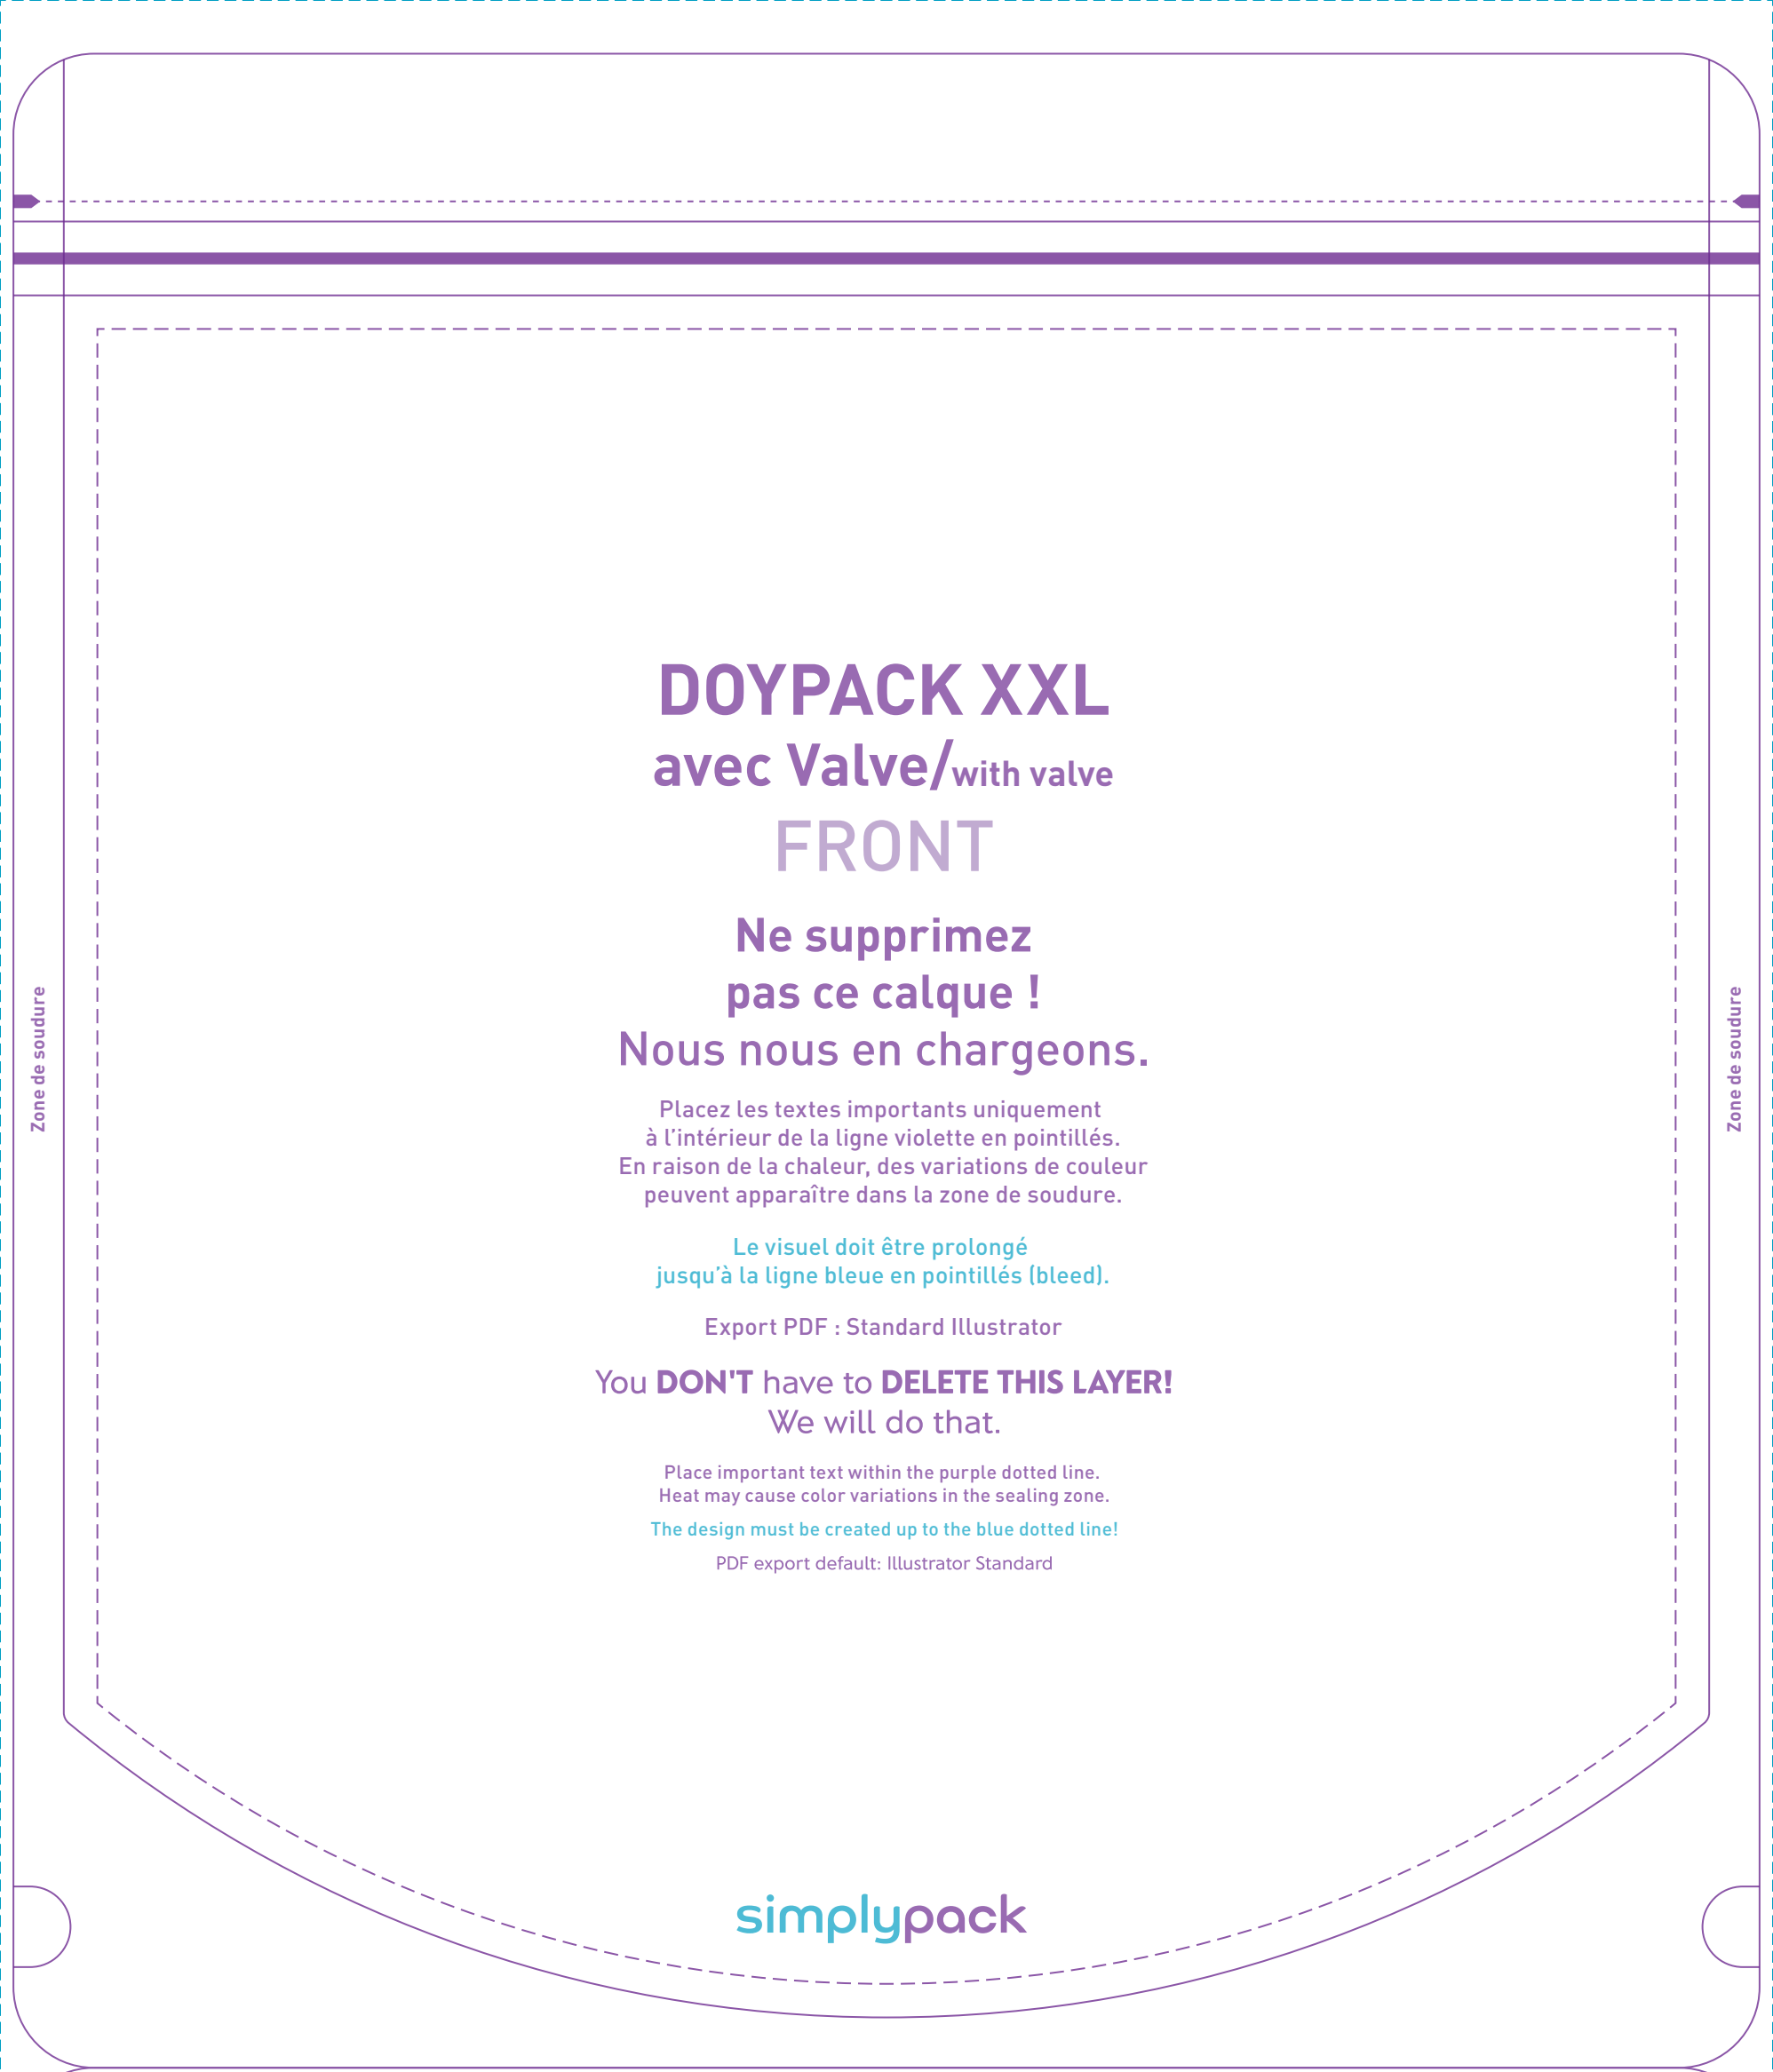 DOYPACK XXL
avec Valve/with valve
FRONT
Ne supprimez
pas ce calque !
Nous nous en chargeons.
Zone de soudure
Zone de soudure
Placez les textes importants uniquement
à l’intérieur de la ligne violette en pointillés.
En raison de la chaleur, des variations de couleur
peuvent apparaître dans la zone de soudure.
Le visuel doit être prolongé
jusqu’à la ligne bleue en pointillés (bleed).
Export PDF : Standard Illustrator
You DON'T have to DELETE THIS LAYER!
We will do that.
Place important text within the purple dotted line.
Heat may cause color variations in the sealing zone.
The design must be created up to the blue dotted line!
PDF export default: Illustrator Standard
simplypack